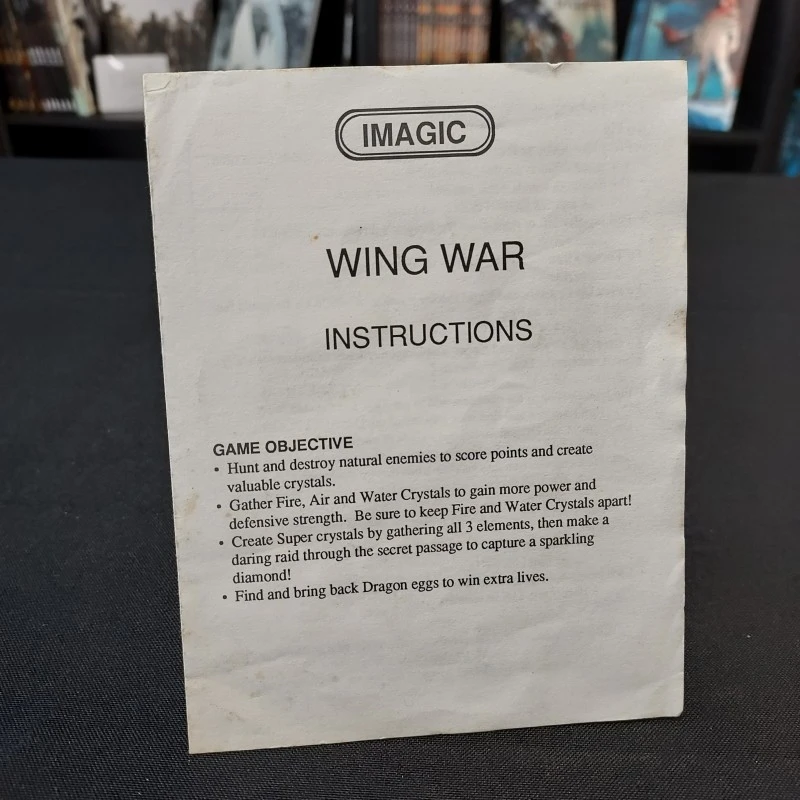 IMAGIC
WING WAR
INSTRUCTIONS
GAME OBJECTIVE
• Hunt and destroy natural enemies to score points and create
valuable crystals.
• Gather Fire, Air and Water Crystals to gain more power and
defensive strength. Be sure to keep Fire and Water Crystals apart!
• Create Super crystals by gathering all 3 elements, then make a
daring raid through the secret passage to capture a sparkling
diamond!
• Find and bring back Dragon eggs to win extra lives.